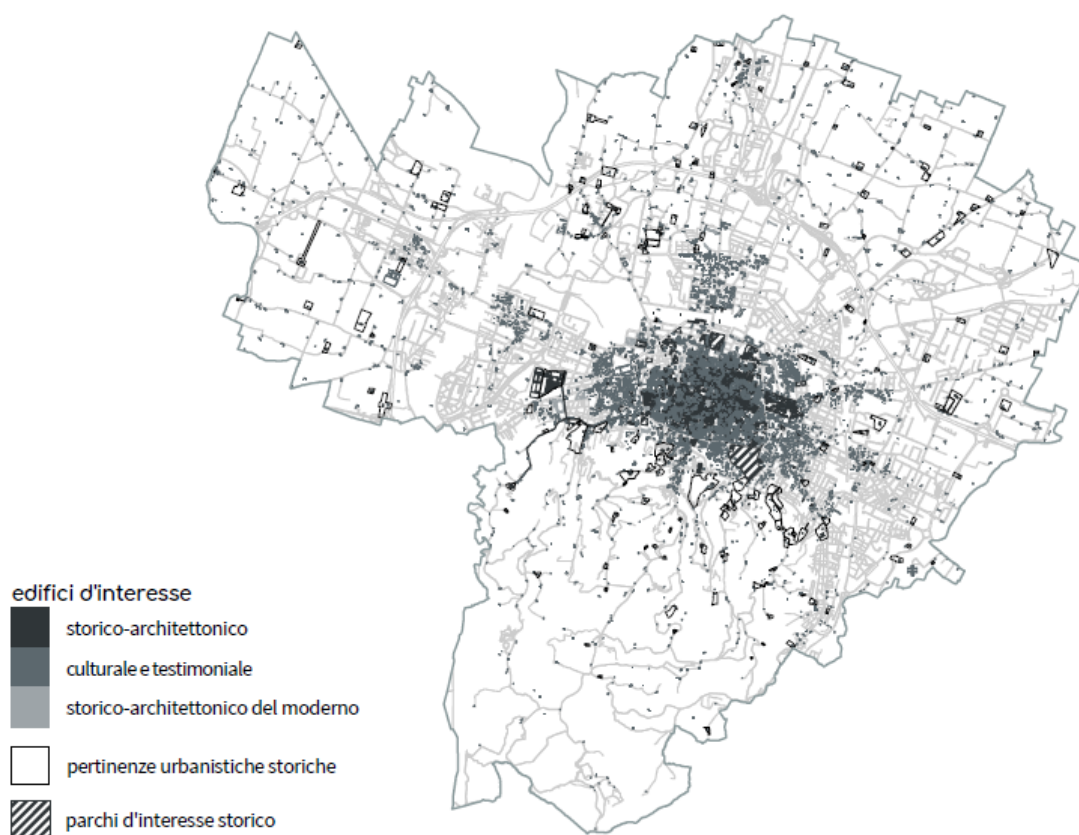 edifici d'interesse
storico-architettonico
culturale e testimoniale
storico-architettonico del moderno
pertinenze urbanistiche storiche
parchi d'interesse storico